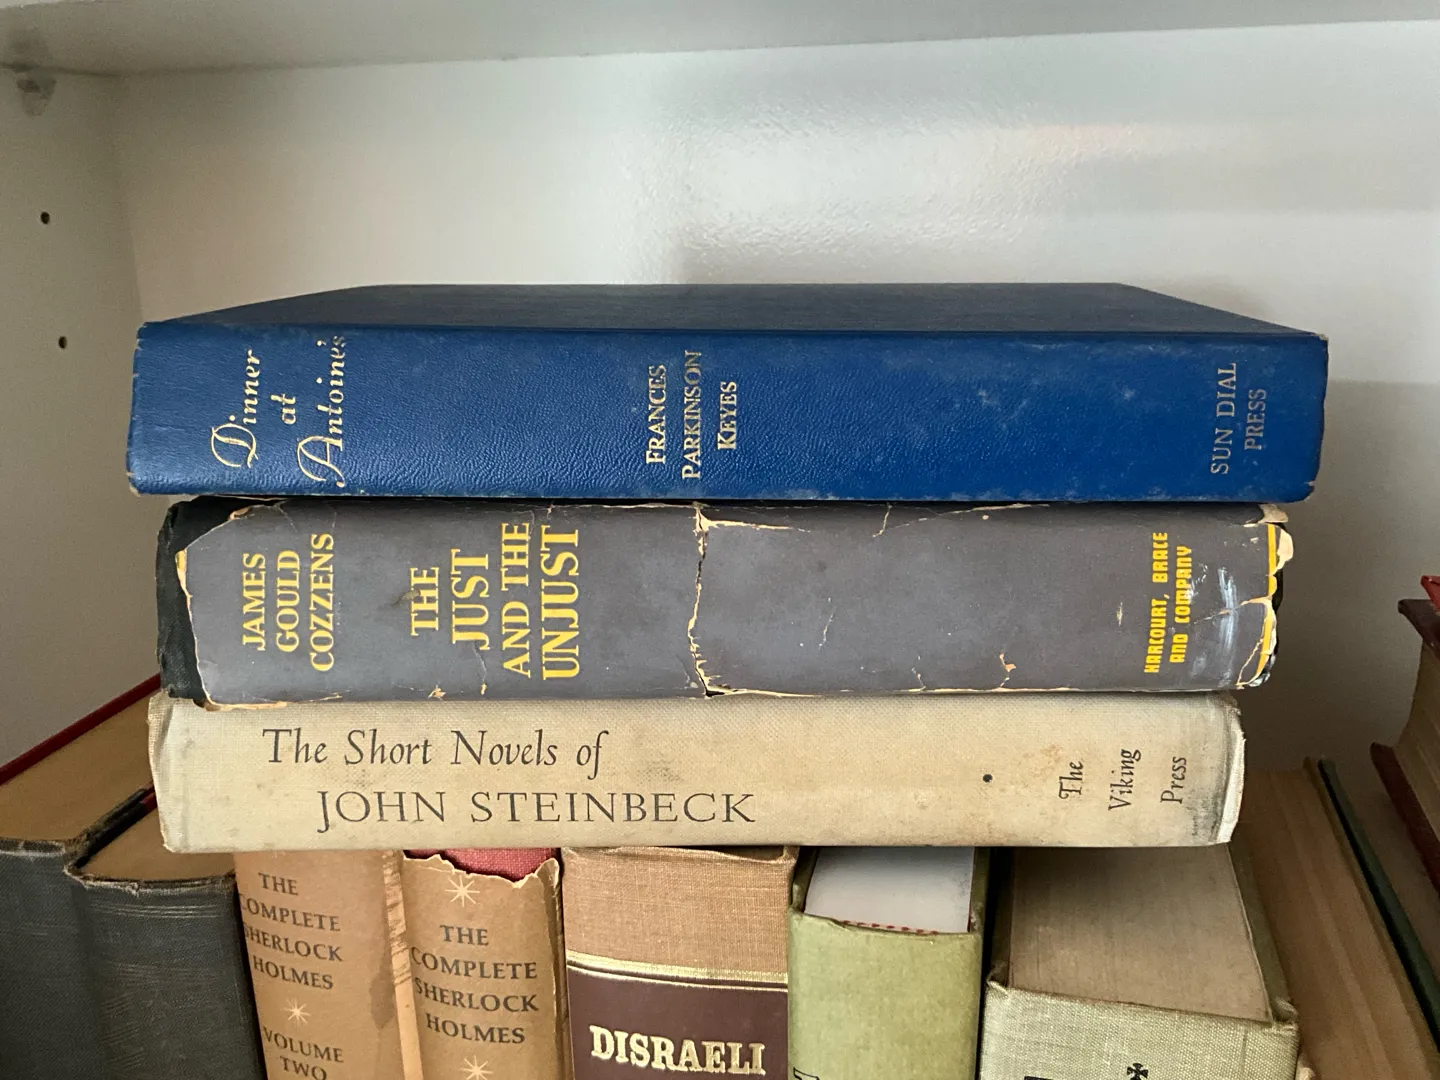 Dinner
at
Antoine's
FRANCES
PARKINSON
KEYES
SUN DIAL
PRESS
JAMES
GOULD
COZZENS
THE
JUST
AND THE
UNJUST
HARCOURT, BRACE
AND COMPANY
The Short Novels of
JOHN STEINBECK
The
Viking
Press
THE
COMPLETE
SHERLOCK
HOLMES
VOLUME
TWO
THE
COMPLETE
SHERLOCK
HOLMES
DISRAELI